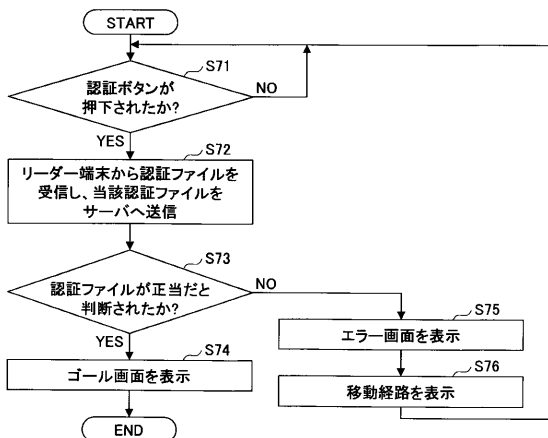 START
S71
認証ボタンが
押下されたか?
NO
YES
S72
リーダー端末から認証ファイルを
受信し、当該認証ファイルを
サーバへ送信
S73
認証ファイルが正当だと
判断されたか?
NO
YES
S74
ゴール画面を表示
END
S75
エラー画面を表示
S76
移動経路を表示